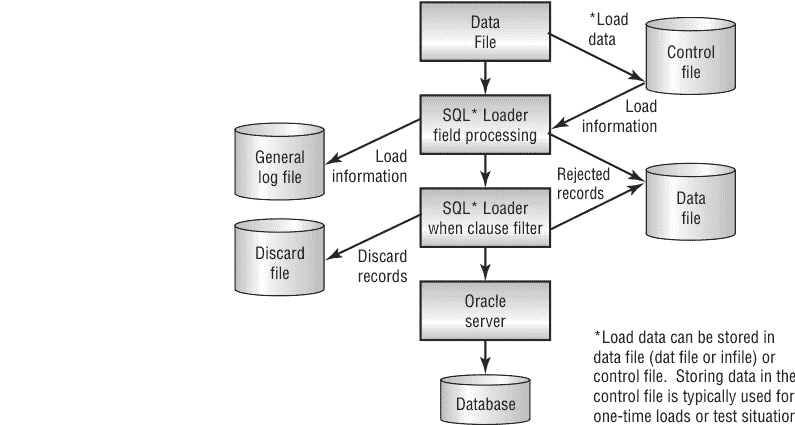 Data
File
*Load
data
Control
file
SQL* Loader
field processing
Load
information
General
log file
Load
information
Rejected
records
Data
file
SQL* Loader
when clause filter
Discard
file
Discard
records
Oracle
server
Database
*Load data can be stored in
data file (dat file or infile) or
control file.  Storing data in the
control file is typically used for
one-time loads or test situation